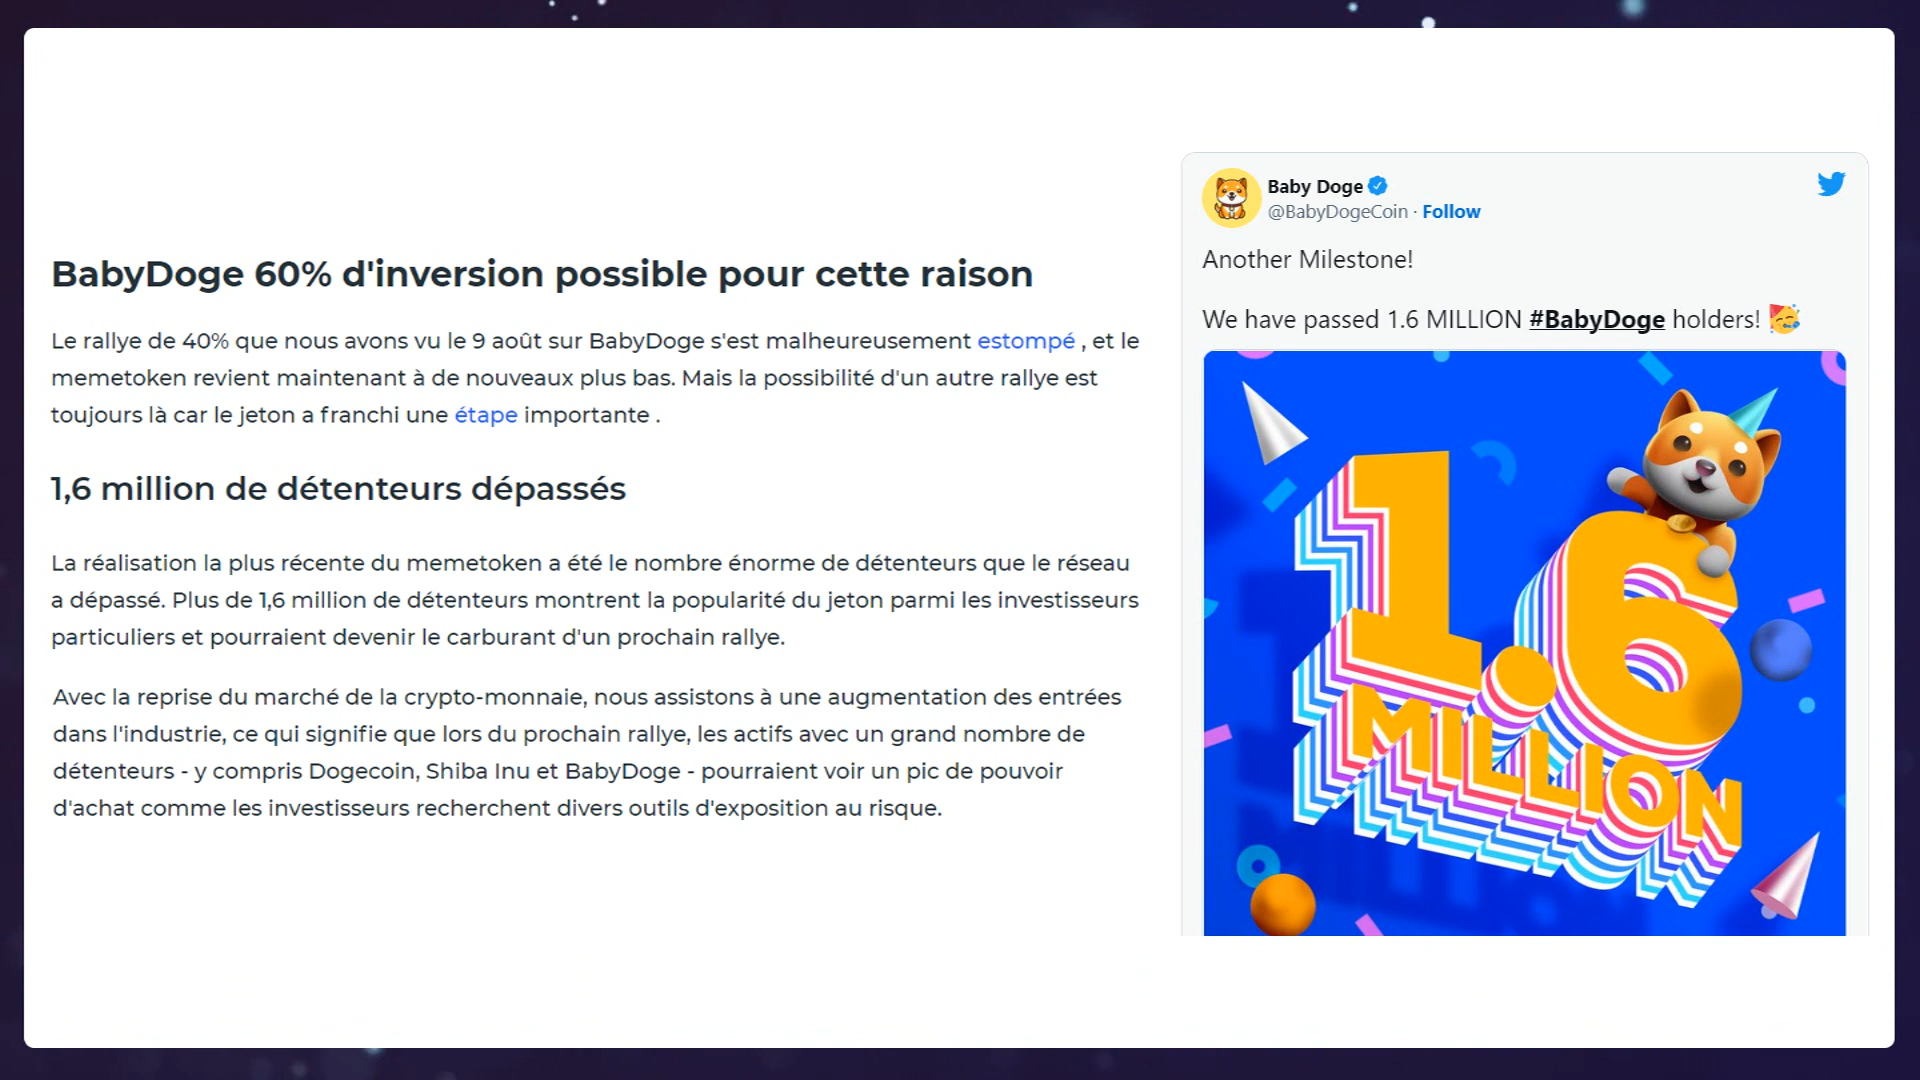 BabyDoge 60% d'inversion possible pour cette raison
Le rallye de 40% que nous avons vu le 9 août sur BabyDoge s'est malheureusement estompé , et le
memetoken revient maintenant à de nouveaux plus bas. Mais la possibilité d'un autre rallye est
toujours là car le jeton a franchi une étape importante .
1,6 million de détenteurs dépassés
La réalisation la plus récente du memetoken a été le nombre énorme de détenteurs que le réseau
a dépassé. Plus de 1,6 million de détenteurs montrent la popularité du jeton parmi les investisseurs
particuliers et pourraient devenir le carburant d'un prochain rallye.
Avec la reprise du marché de la crypto-monnaie, nous assistons à une augmentation des entrées
dans l'industrie, ce qui signifie que lors du prochain rallye, les actifs avec un grand nombre de
détenteurs - y compris Dogecoin, Shiba Inu et BabyDoge - pourraient voir un pic de pouvoir
d'achat comme les investisseurs recherchent divers outils d'exposition au risque.
Baby Doge
@BabyDogeCoin · Follow
Another Milestone!
We have passed 1.6 MILLION #BabyDoge holders! 🥳
1.6
MILLION